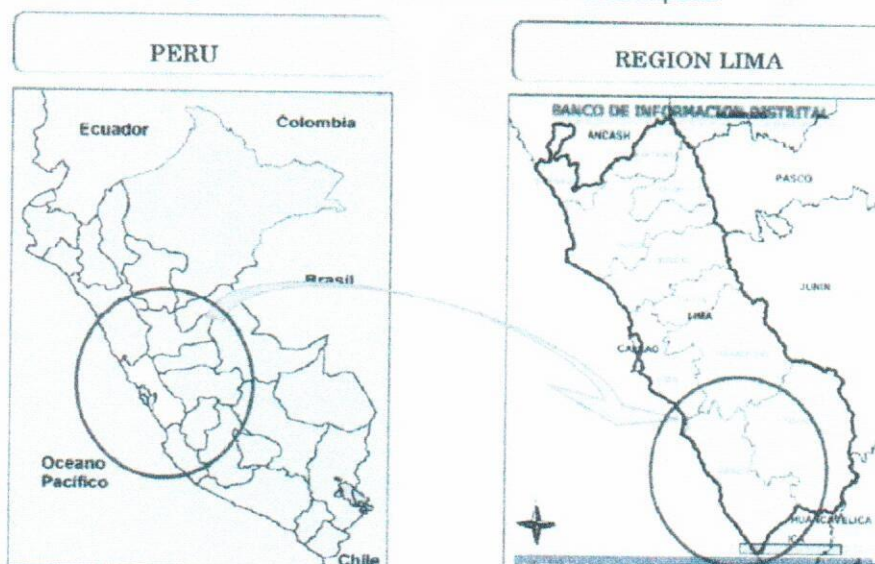 PERU
Ecuador
Colombia
Brasil
Oceano
Pacífico
Chile
REGION LIMA
BANCO DE INFORMACION DISTRITAL
ANCASH
PASCO
JUNIN
LIMA
CALLAO
HUANCAVELICA
ICA